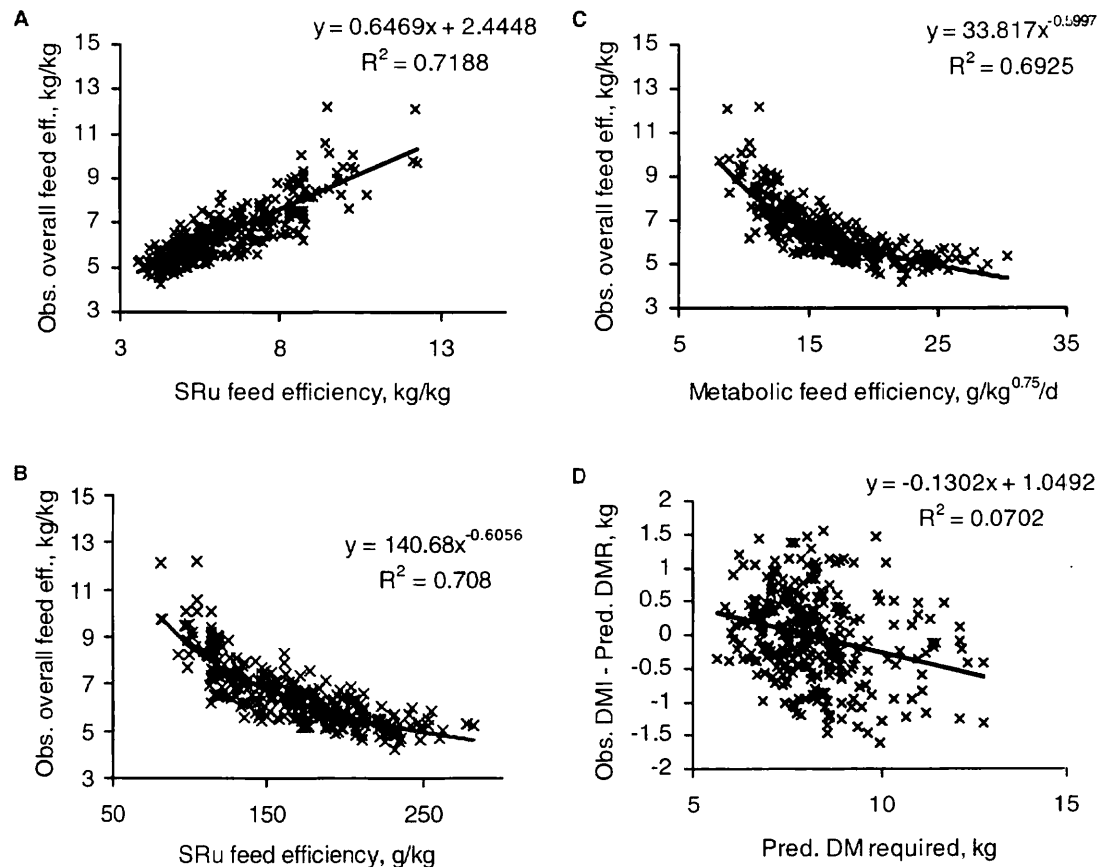 A
y = 0.6469x + 2.4448
R² = 0.7188
Obs. overall feed eff., kg/kg
15
13
11
9
7
5
3
3 8 13
SRu feed efficiency, kg/kg
C
y = 33.817x^-0.5997
R² = 0.6925
Obs. overall feed eff., kg/kg
15
13
11
9
7
5
3
5 15 25 35
Metabolic feed efficiency, g/kg^0.75/d
B
y = 140.68x^-0.6056
R² = 0.708
Obs. overall feed eff., kg/kg
15
13
11
9
7
5
3
50 150 250
SRu feed efficiency, g/kg
D
y = -0.1302x + 1.0492
R² = 0.0702
Obs. DMI - Pred. DMR, kg
2
1.5
1
0.5
0
-0.5
-1
-1.5
-2
5 10 15
Pred. DM required, kg